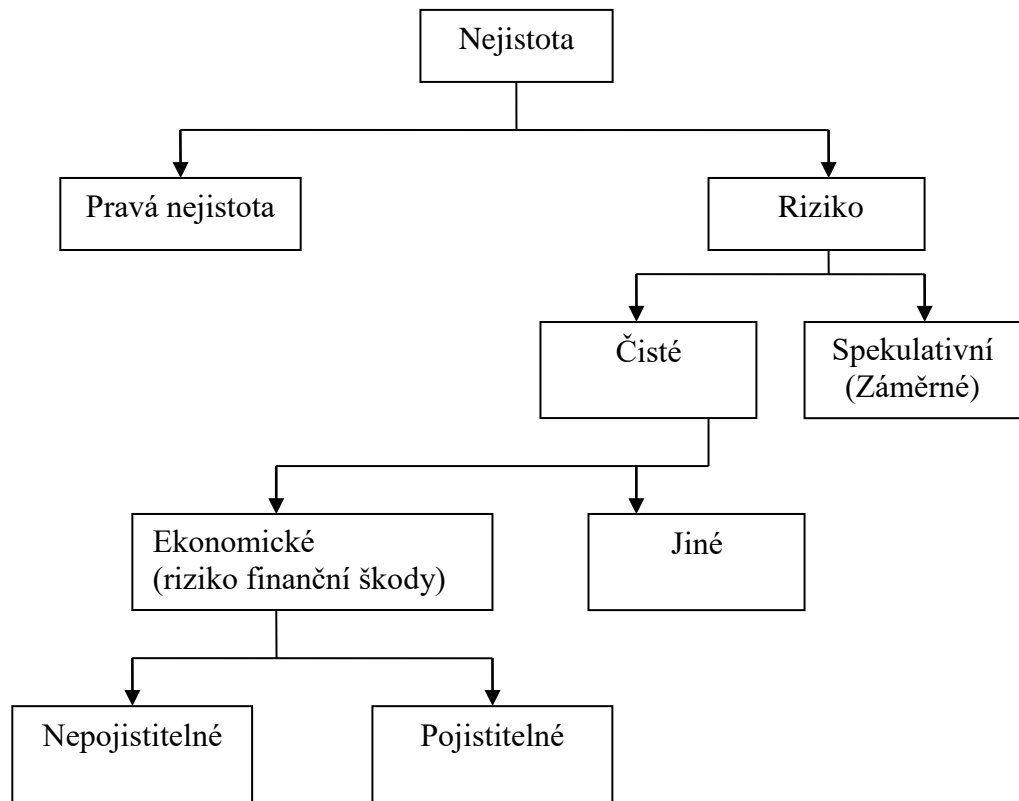 Nejistota
Pravá nejistota
Riziko
Čisté
Spekulativní
(Záměrné)
Ekonomické
(riziko finanční škody)
Jiné
Nepojistitelné
Pojistitelné